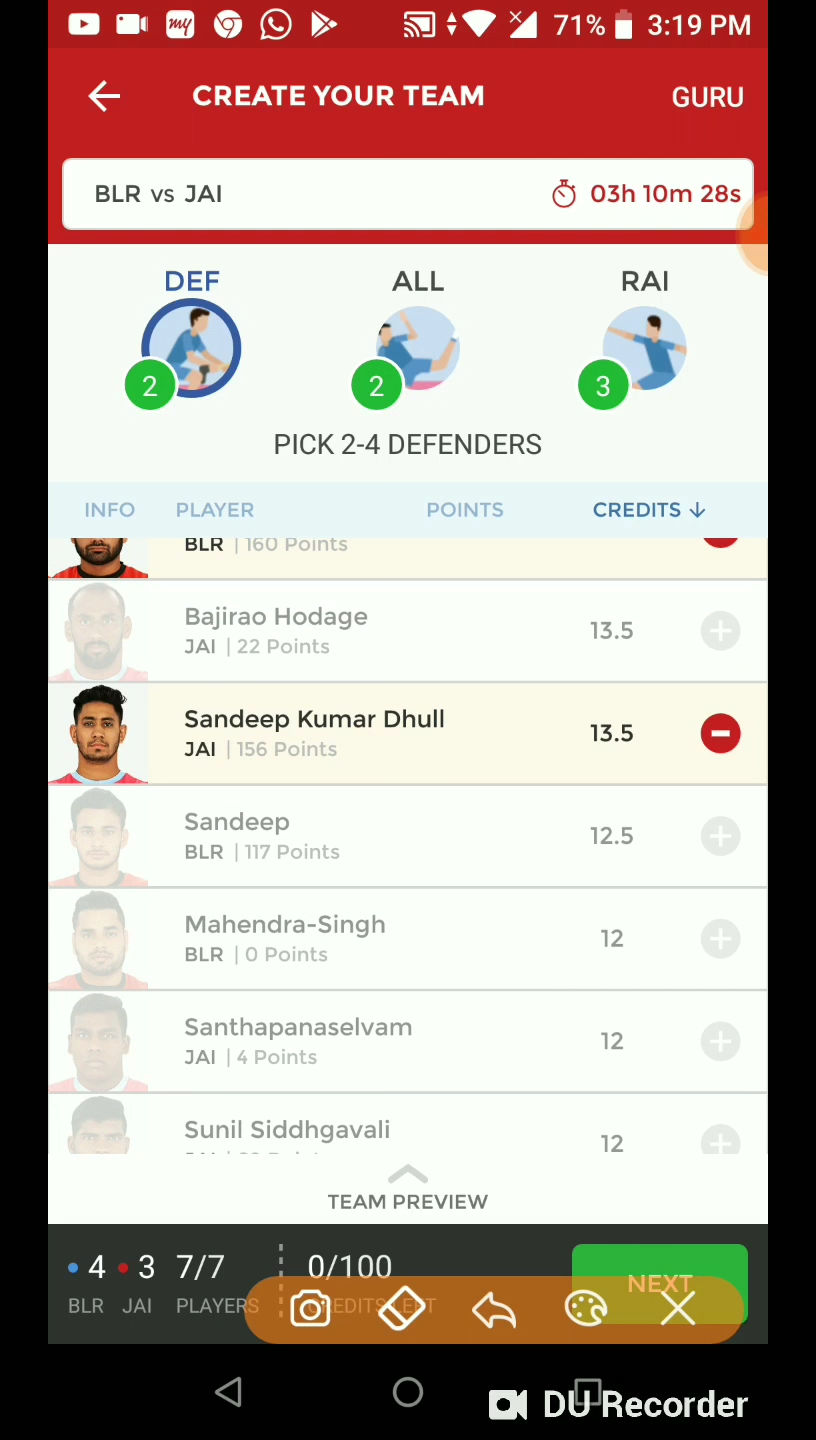 my 71% 3:19 PM
CREATE YOUR TEAM GURU
BLR vs JAI 03h 10m 28s
DEF ALL RAI
2 2 3
PICK 2-4 DEFENDERS
INFO PLAYER POINTS CREDITS
BLR | 160 Points
Bajirao Hodage
JAI | 22 Points 13.5
Sandeep Kumar Dhull
JAI | 156 Points 13.5
Sandeep
BLR | 117 Points 12.5
Mahendra-Singh
BLR | 0 Points 12
Santhapanaselvam
JAI | 4 Points 12
Sunil Siddhgavali
12
TEAM PREVIEW
4 3 7/7 0/100 NEXT
BLR JAI PLAYERS CREDITS LEFT
DU Recorder